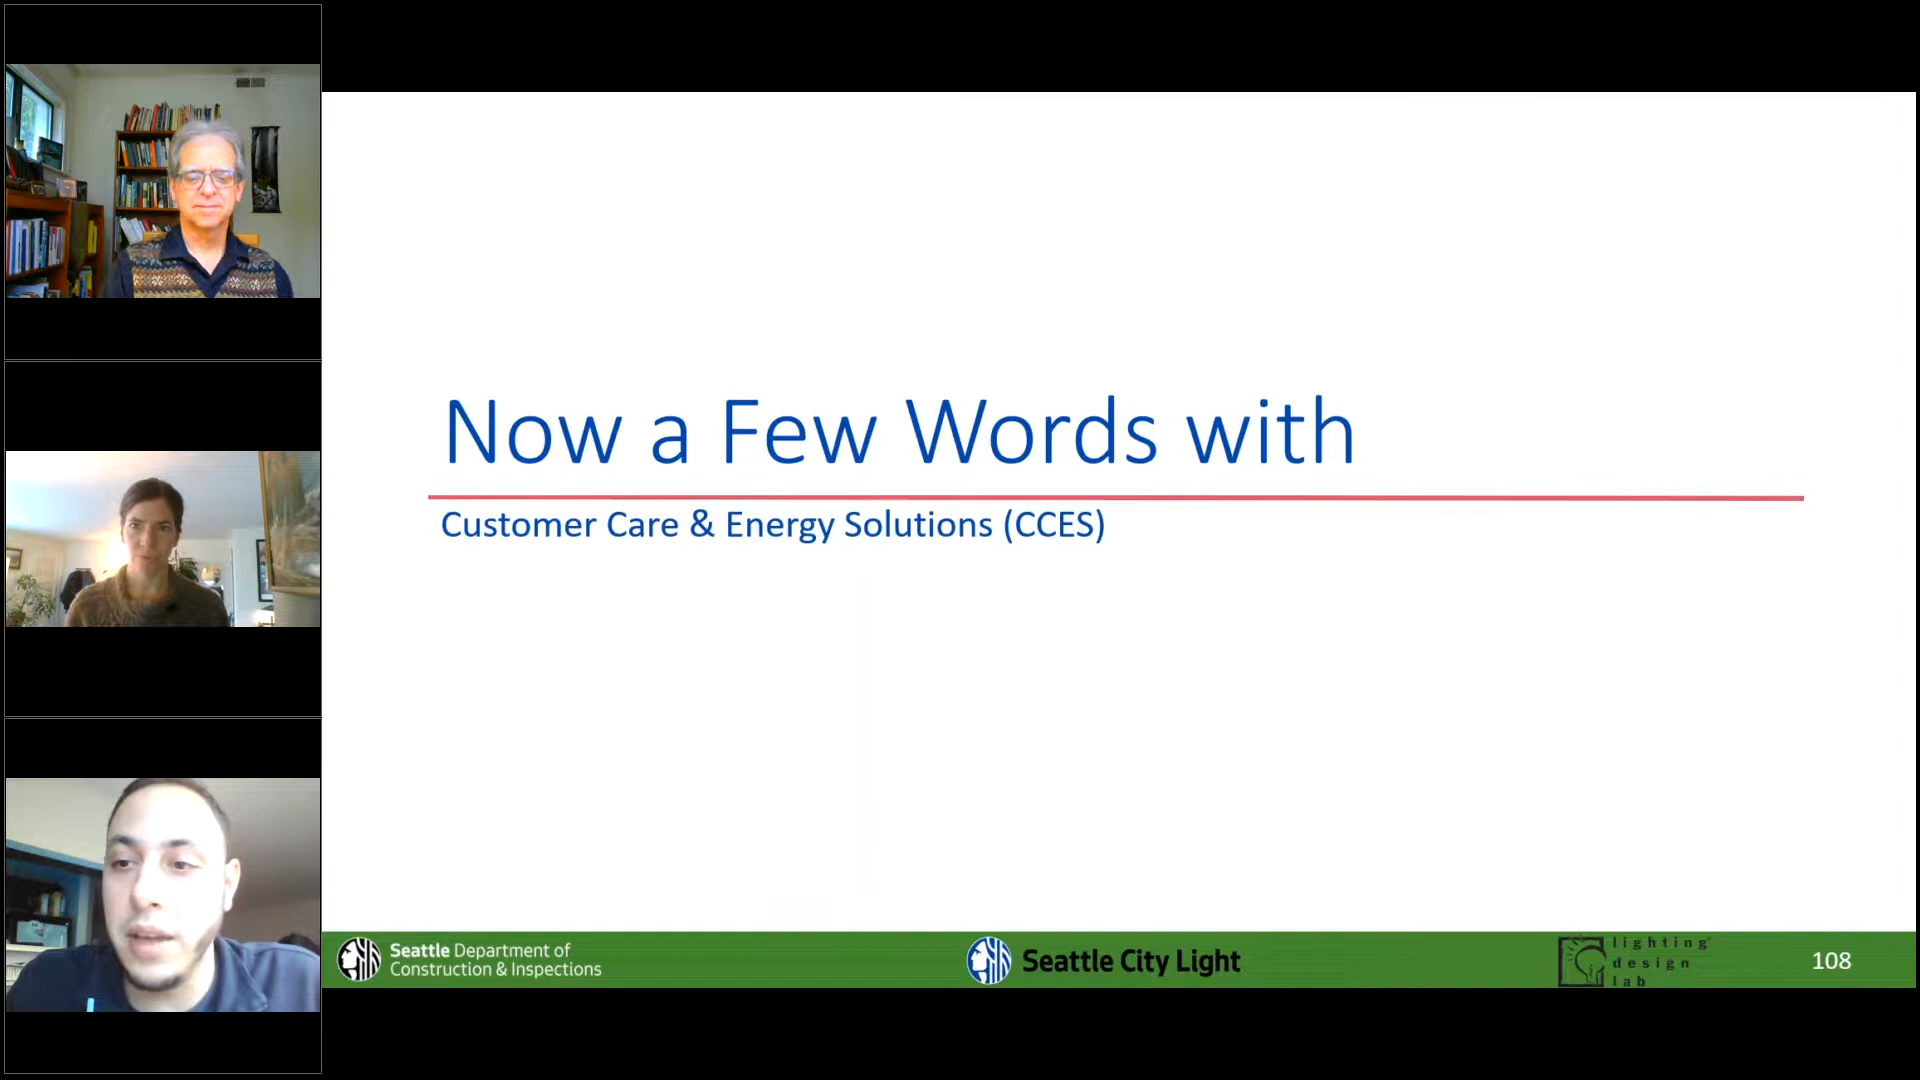 Now a Few Words with
Customer Care & Energy Solutions (CCES)
Seattle Department of
Construction & Inspections
Seattle City Light
lighting
design
lab
108